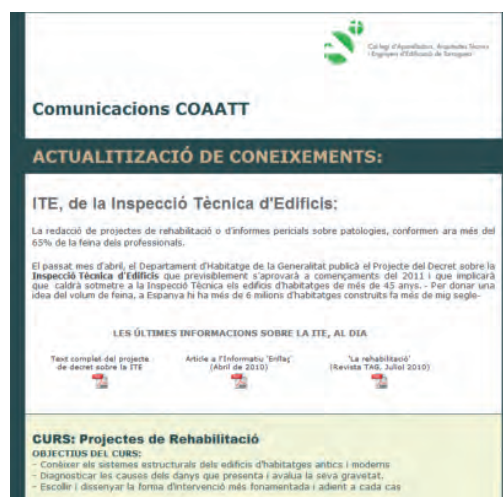 Col·legi d'Aparelladors, Arquitectes Tècnics
i Enginyers d'Edificació de Tarragona
Comunicacions COAATT
ACTUALITIZACIÓ DE CONEIXEMENTS:
ITE, de la Inspecció Tècnica d'Edificis:
La redacció de projectes de rehabilitació o d'informes pericials sobre patologies, conformen ara més del
65% de la feina dels professionals.
El passat mes d'abril, el Departament d'Habitatge de la Generalitat publicà el Projecte del Decret sobre la
Inspecció Tècnica d'Edificis que previsiblement s'aprovarà a començaments del 2011 i que implicarà
que caldrà sotmetre a la Inspecció Tècnica els edificis d'habitatges de més de 45 anys. - Per donar una
idea del volum de feina, a Espanya hi ha més de 6 milions d'habitatges construïts fa més de mig segle-
LES ÚLTIMES INFORMACIONS SOBRE LA ITE, AL DIA
Text complet del projecte
de decret sobre la ITE
Article a l'Informatiu 'Enllaç'
(Abril de 2010)
'La rehabilitació'
(Revista TAG. Juliol 2010)
CURS: Projectes de Rehabilitació
OBJECTIUS DEL CURS:
- Conèixer els sistemes estructurals dels edificis d'habitatges antics i moderns
- Diagnosticar les causes dels danys que presenta i avalua la seva gravetat.
- Escollir i dissenyar la forma d'intervenció més fonamentada i adient a cada cas